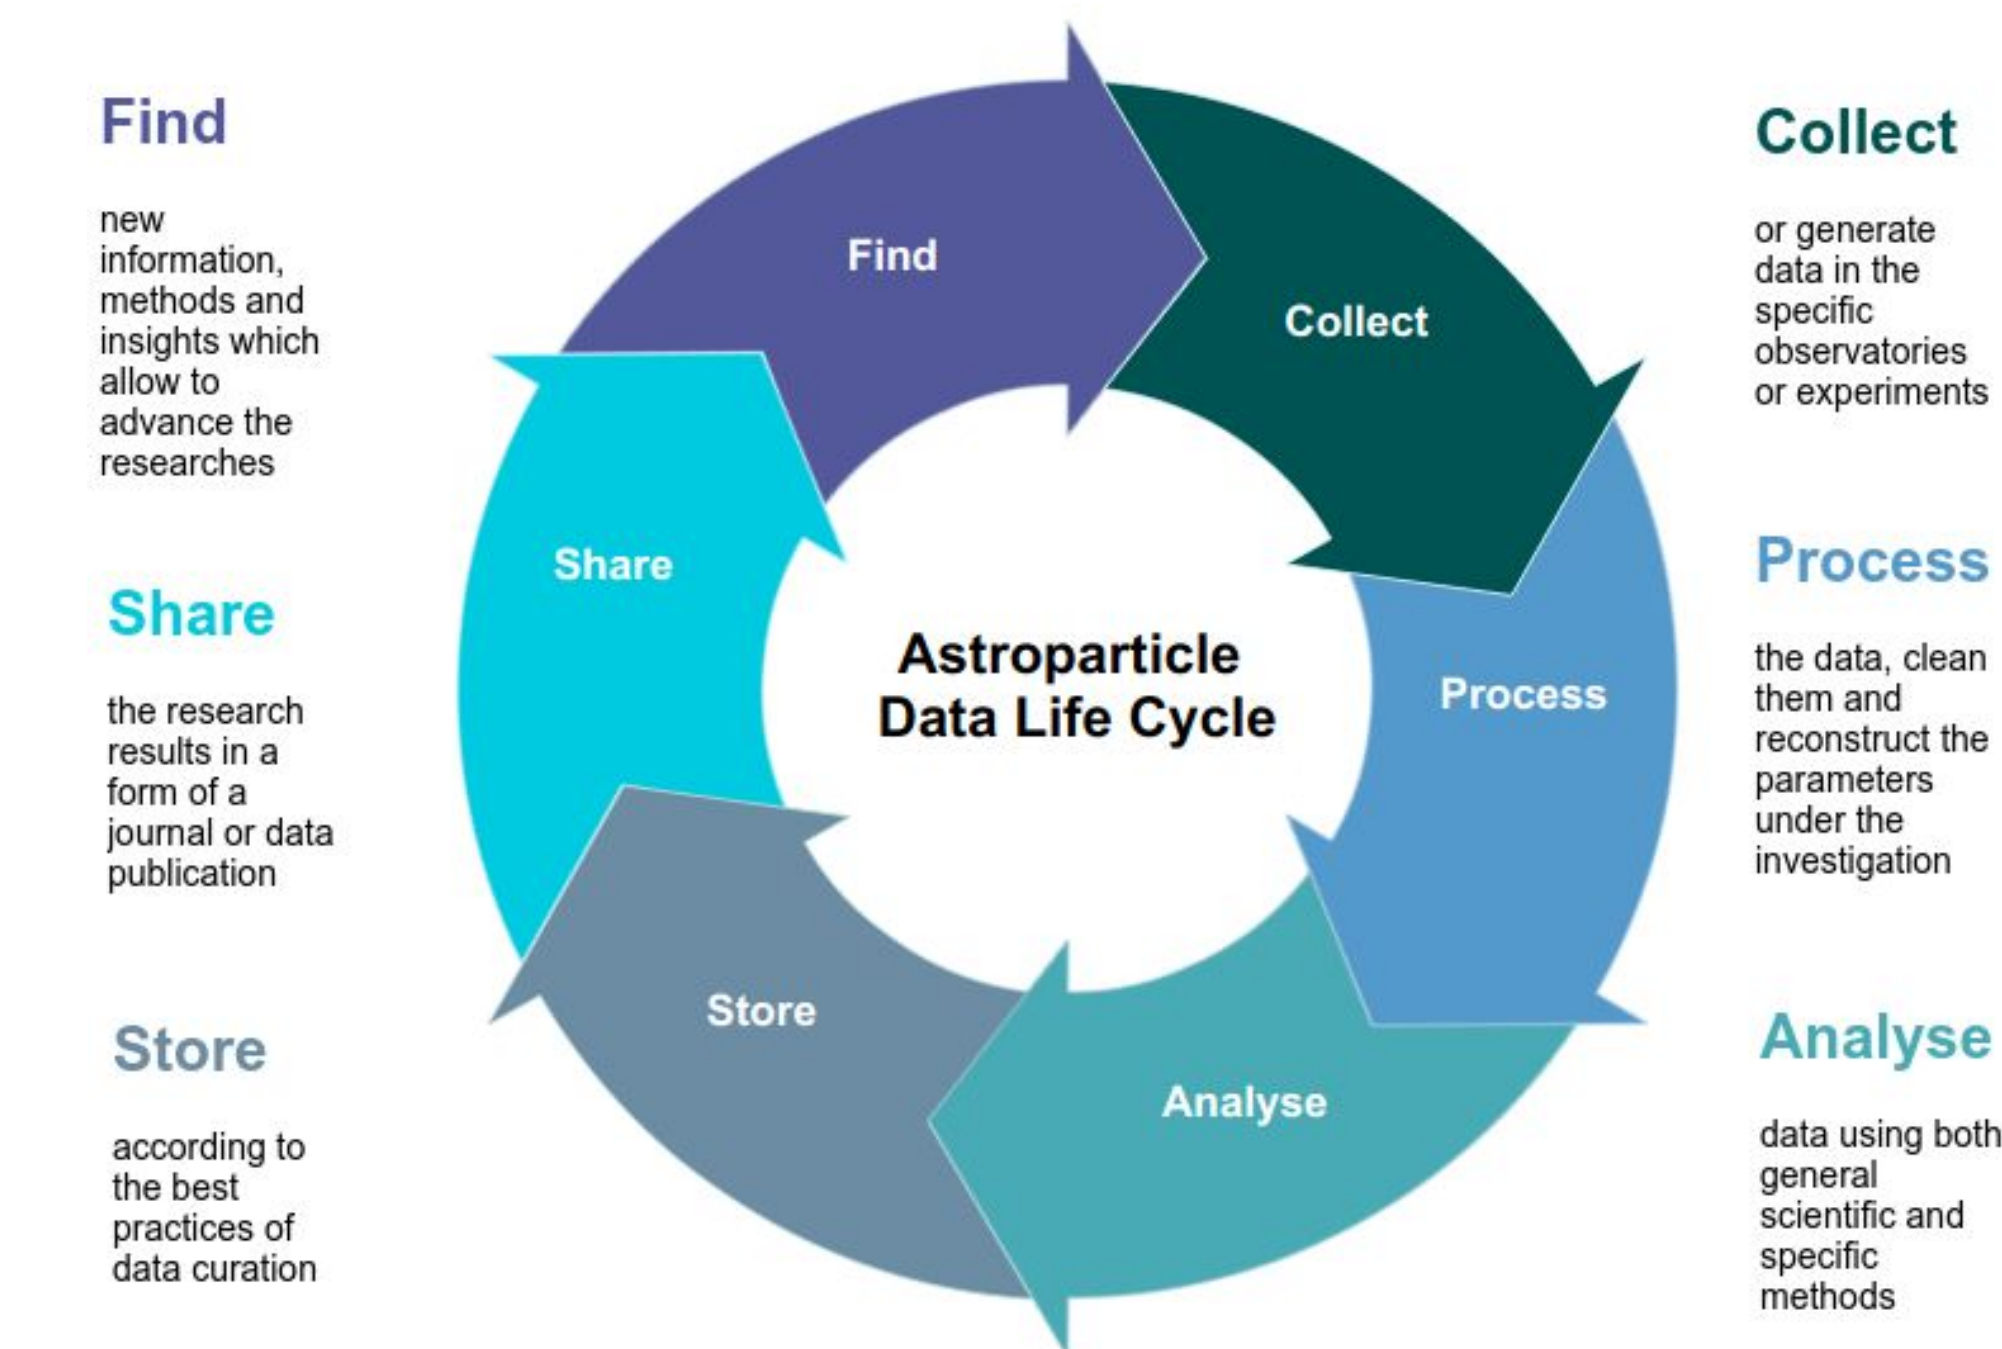 Find
new
information,
methods and
insights which
allow to
advance the
researches
Share
the research
results in a
form of a
journal or data
publication
Store
according to
the best
practices of
data curation
Find
Collect
Process
Analyse
Store
Share
Astroparticle
Data Life Cycle
Collect
or generate
data in the
specific
observatories
or experiments
Process
the data, clean
them and
reconstruct the
parameters
under the
investigation
Analyse
data using both
general
scientific and
specific
methods